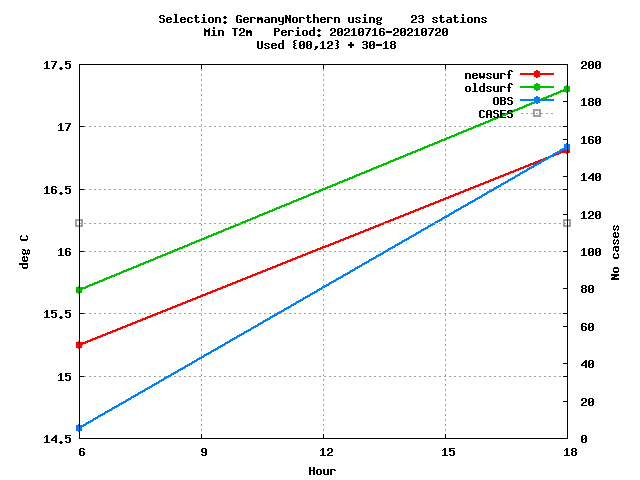 Selection: GermanyNorthern using    23 stations
Min T2m   Period: 20210716-20210720
Used {00,12} + 30-18
17.5
17
16.5
16
15.5
15
14.5
deg C
200
180
160
140
120
100
80
60
40
20
0
No cases
newsurf
oldsurf
OBS
CASES
6
9
12
15
18
Hour